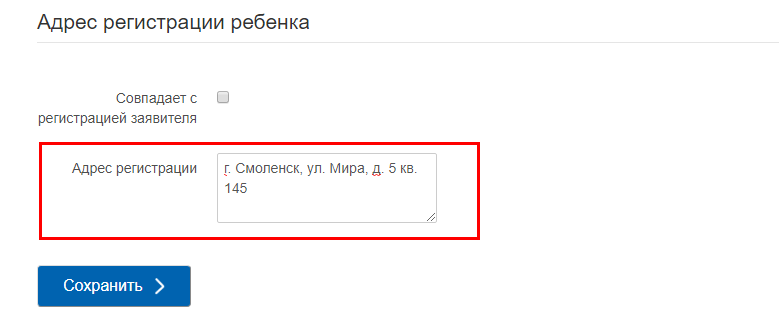 Адрес регистрации ребенка
Совпадает с
регистрацией заявителя
Адрес регистрации
г. Смоленск, ул. Мира, д. 5 кв.
145
Сохранить